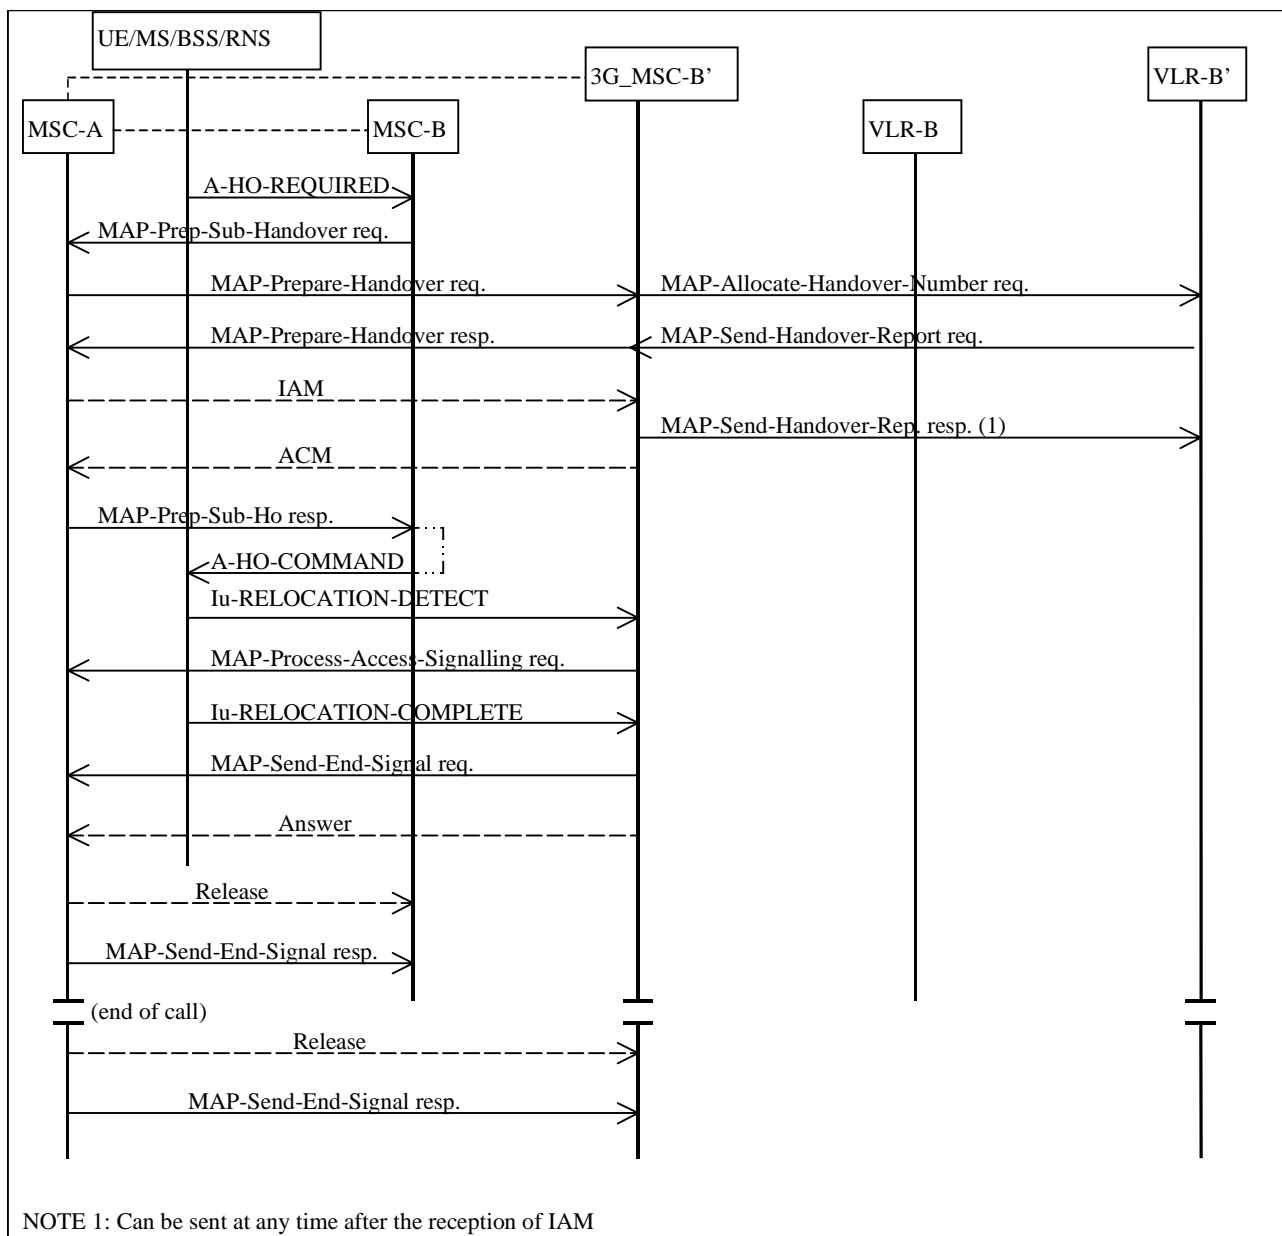 UE/MS/BSS/RNS
3G_MSC-B’
VLR-B’
MSC-A
MSC-B
VLR-B
A-HO-REQUIRED
MAP-Prep-Sub-Handover req.
MAP-Prepare-Handover req.
MAP-Allocate-Handover-Number req.
MAP-Prepare-Handover resp.
MAP-Send-Handover-Report req.
IAM
MAP-Send-Handover-Rep. resp. (1)
ACM
MAP-Prep-Sub-Ho resp.
A-HO-COMMAND
Iu-RELOCATION-DETECT
MAP-Process-Access-Signalling req.
Iu-RELOCATION-COMPLETE
MAP-Send-End-Signal req.
Answer
Release
MAP-Send-End-Signal resp.
(end of call)
Release
MAP-Send-End-Signal resp.
NOTE 1: Can be sent at any time after the reception of IAM